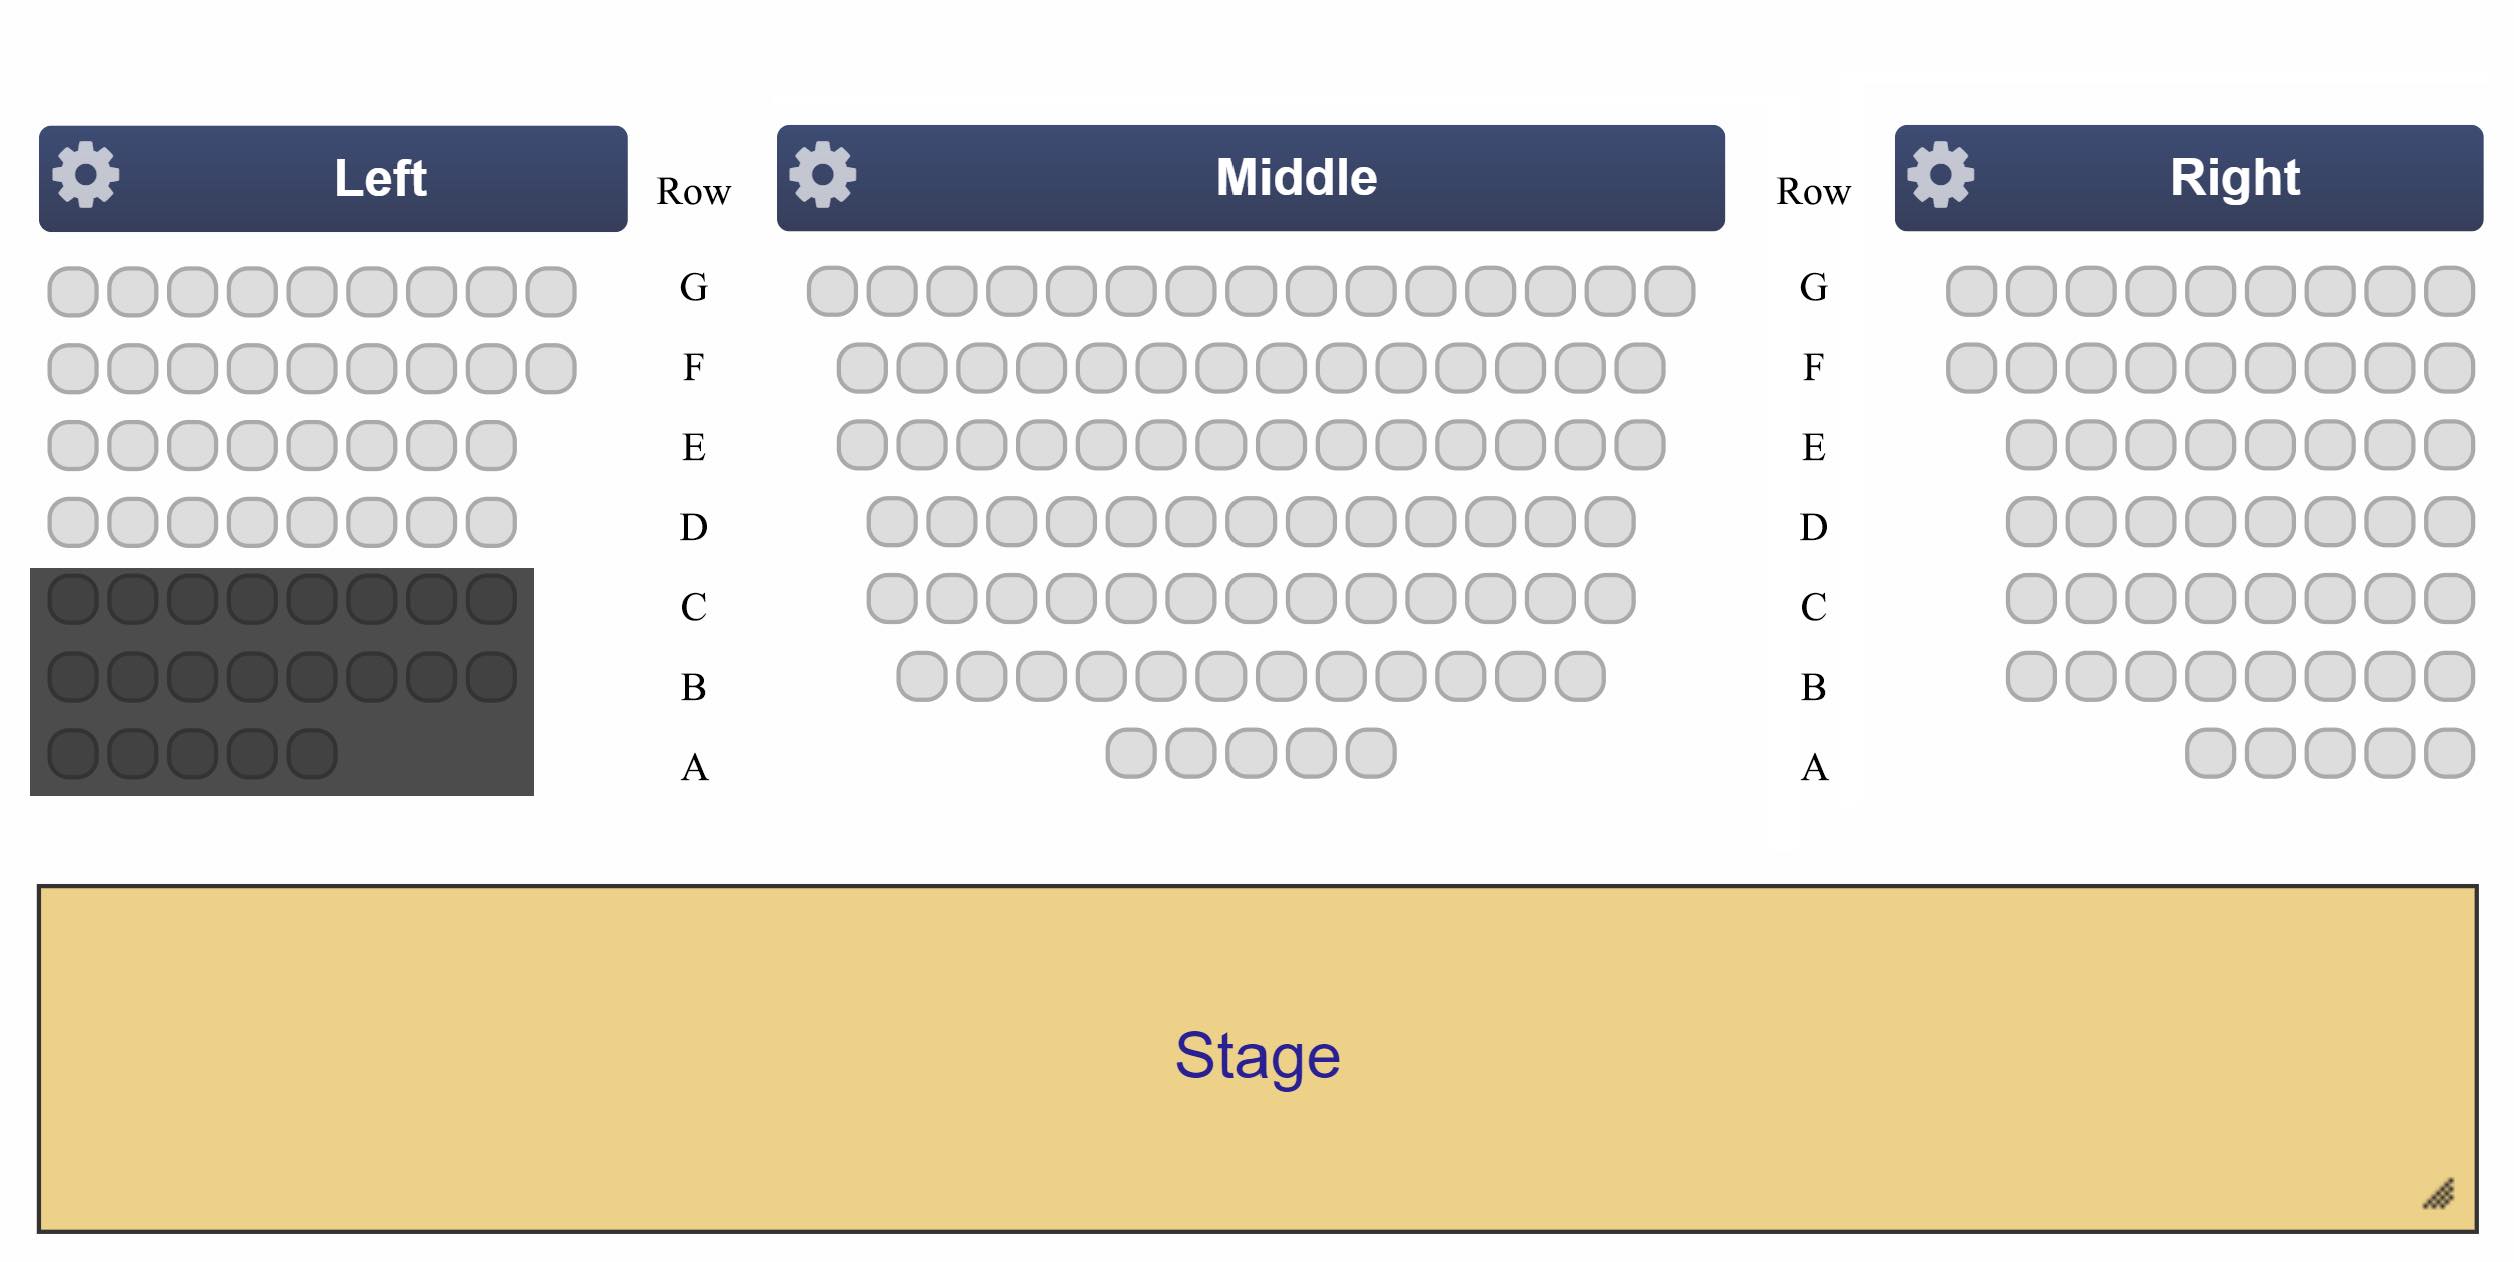 Left Row Middle Row Right
G G
F F
E E
D D
C C
B B
A A
Stage